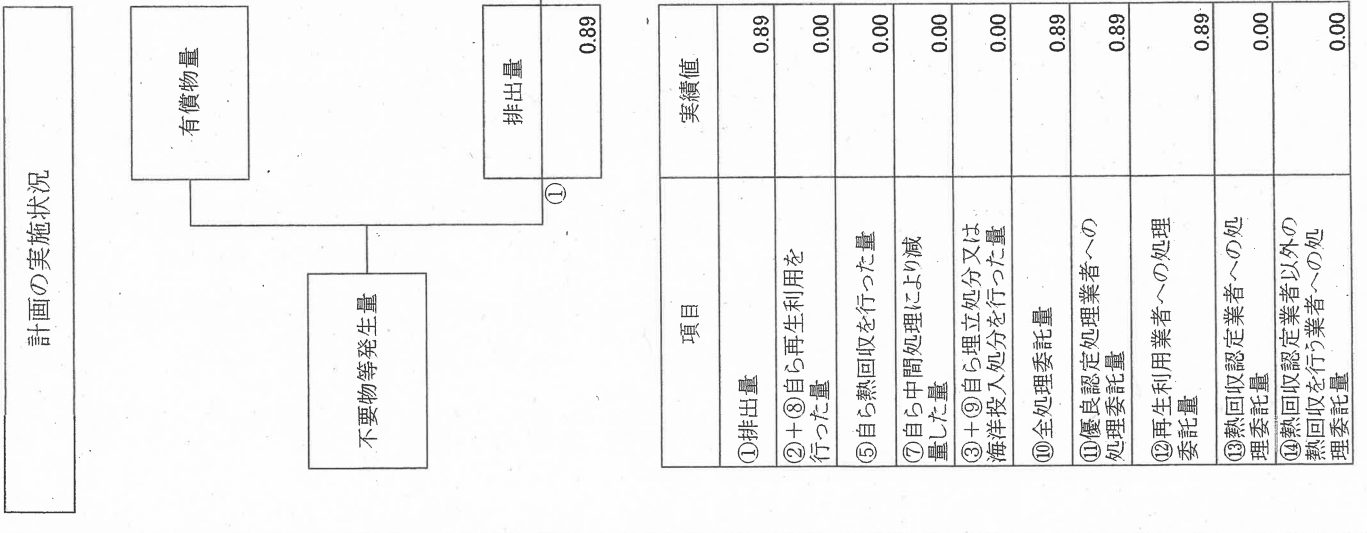 計画の実施状況
有償物量
不要物等発生量
排出量
①
0.89
項目
実績値
①排出量
0.89
②+⑧自ら再生利用を
行った量
0.00
⑤自ら熱回収を行った量
0.00
⑦自ら中間処理により減
量した量
0.00
③+⑨自ら埋立処分又は
海洋投入処分を行った量
0.00
⑩全処理委託量
0.89
⑪優良認定処理業者への
処理委託量
0.89
⑫再生利用業者への処理
委託量
0.89
⑬熱回収認定業者への処
理委託量
0.00
⑭熱回収認定業者以外の
熱回収を行う業者への処
理委託量
0.00